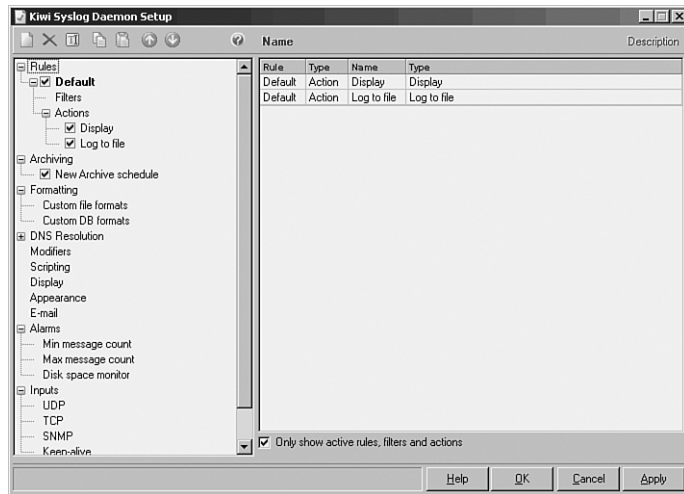 Kiwi Syslog Daemon Setup
Name
Description
Rules
Default
Filters
Actions
Display
Log to file
Archiving
New Archive schedule
Formatting
Custom file formats
Custom DB formats
DNS Resolution
Modifiers
Scripting
Display
Appearance
E-mail
Alarms
Min message count
Max message count
Disk space monitor
Inputs
UDP
TCP
SNMP
Keep-alive
Rule Type Name Type
Default Action Display Display
Default Action Log to file Log to file
Only show active rules, filters and actions
Help OK Cancel Apply